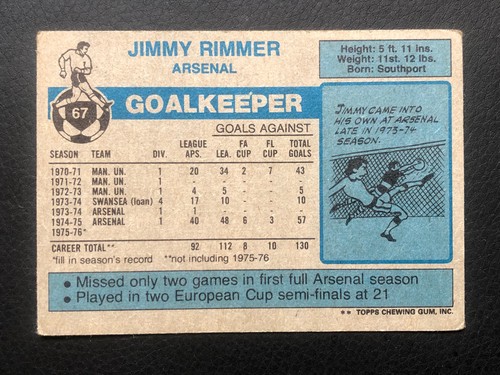 JIMMY RIMMER
ARSENAL
Height: 5 ft. 11 ins.
Weight: 11st. 12 lbs.
Born: Southport
67
GOALKEEPER
GOALS AGAINST
SEASON TEAM DIV. LEAGUE APS. LEA. FA CUP FL CUP TOTAL GOALS
1970-71 MAN. UN. 1 20 34 2 7 43
1971-72 MAN. UN. 1 - - - - -
1972-73 MAN. UN. 1 4 5 - - 5
1973-74 SWANSEA (loan) 4 17 10 - - 10
1973-74 ARSENAL 1 - - - - -
1974-75 ARSENAL 1 40 48 6 3 57
1975-76*
CAREER TOTAL** 92 112 8 10 130
*fill in season's record **not including 1975-76
JIMMY CAME INTO
HIS OWN AT ARSENAL
LATE IN 1973-74
SEASON.
• Missed only two games in first full Arsenal season
• Played in two European Cup semi-finals at 21
** TOPPS CHEWING GUM, INC.